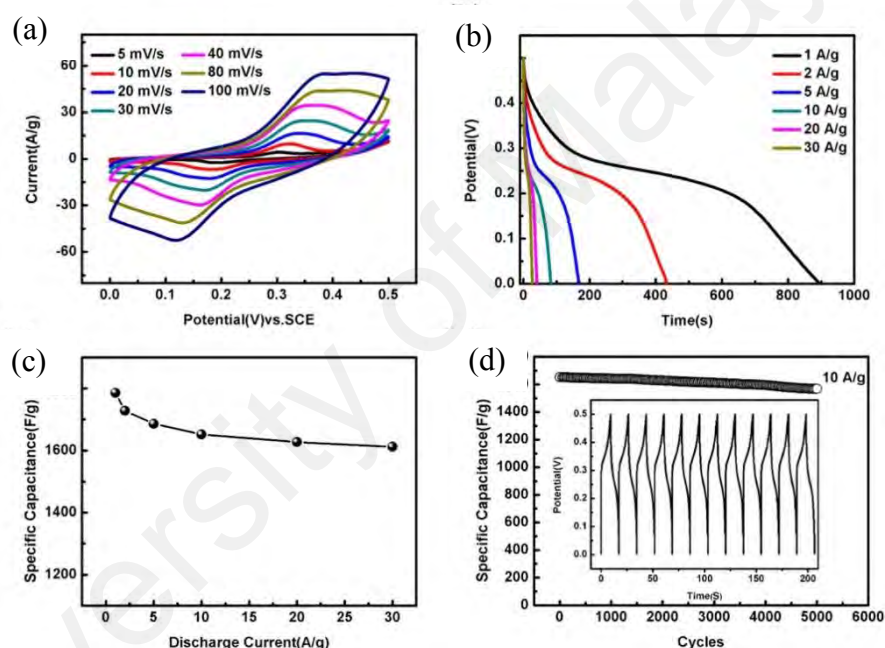 (a)
5 mV/s
10 mV/s
20 mV/s
30 mV/s
40 mV/s
80 mV/s
100 mV/s
Current(A/g)
60
30
0
-30
-60
0.0 0.1 0.2 0.3 0.4 0.5
Potential(V)vs.SCE
(b)
1 A/g
2 A/g
5 A/g
10 A/g
20 A/g
30 A/g
Potential(V)
0.4
0.3
0.2
0.1
0.0
0 200 400 600 800 1000
Time(s)
(c)
Specific Capacitance(F/g)
1800
1600
1400
1200
0 5 10 15 20 25 30
Discharge Current(A/g)
(d)
10 A/g
Specific Capacitance(F/g)
1600
1400
1200
1000
800
600
400
200
0
0 1000 2000 3000 4000 5000 6000
Cycles
Potential(V)
0.5
0.4
0.3
0.2
0.1
0.0
0 50 100 150 200
Time(S)
ersity of Malay